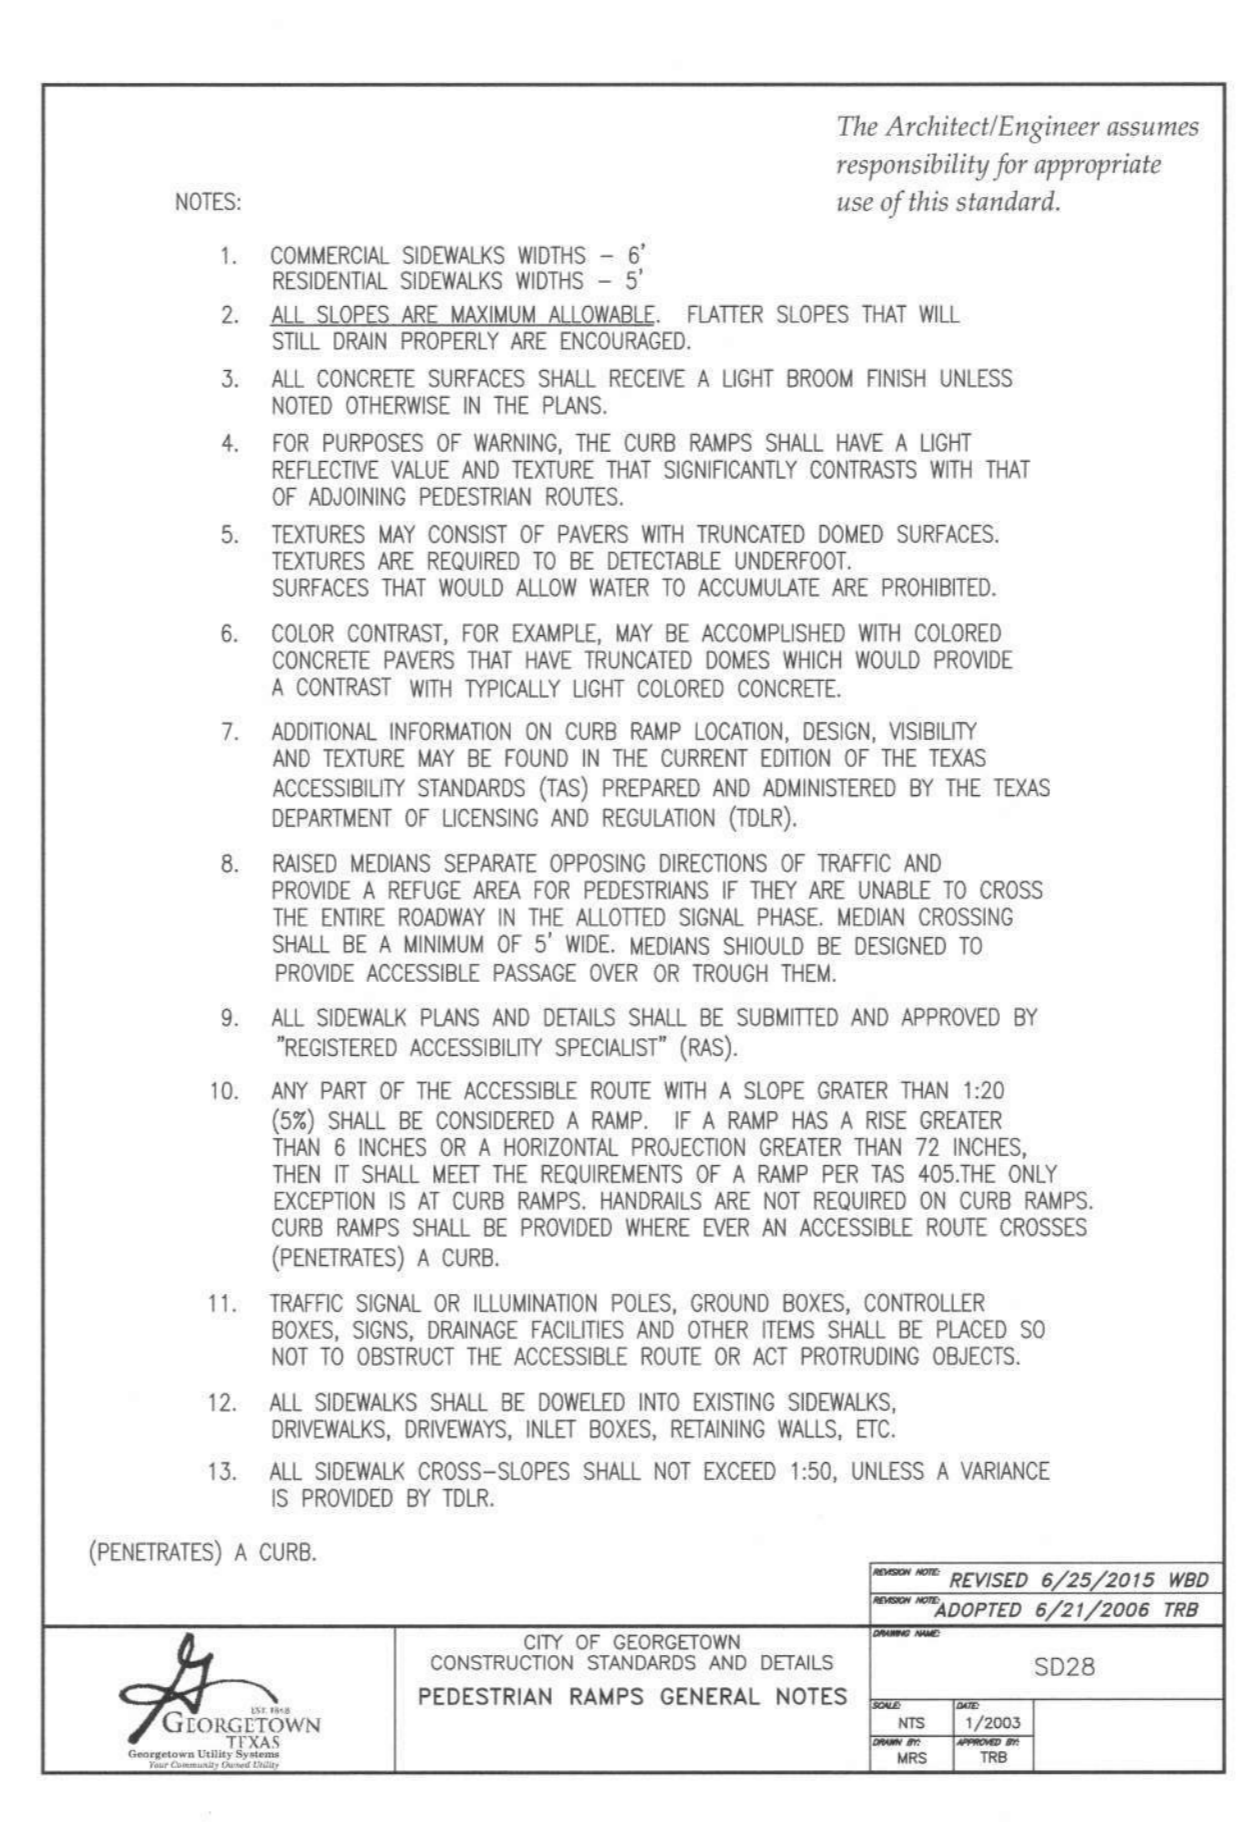 The Architect/Engineer assumes
responsibility for appropriate
use of this standard.
NOTES:
1. COMMERCIAL SIDEWALKS WIDTHS – 6'
RESIDENTIAL SIDEWALKS WIDTHS – 5'
2. ALL SLOPES ARE MAXIMUM ALLOWABLE. FLATTER SLOPES THAT WILL
STILL DRAIN PROPERLY ARE ENCOURAGED.
3. ALL CONCRETE SURFACES SHALL RECEIVE A LIGHT BROOM FINISH UNLESS
NOTED OTHERWISE IN THE PLANS.
4. FOR PURPOSES OF WARNING, THE CURB RAMPS SHALL HAVE A LIGHT
REFLECTIVE VALUE AND TEXTURE THAT SIGNIFICANTLY CONTRASTS WITH THAT
OF ADJOINING PEDESTRIAN ROUTES.
5. TEXTURES MAY CONSIST OF PAVERS WITH TRUNCATED DOMED SURFACES.
TEXTURES ARE REQUIRED TO BE DETECTABLE UNDERFOOT.
SURFACES THAT WOULD ALLOW WATER TO ACCUMULATE ARE PROHIBITED.
6. COLOR CONTRAST, FOR EXAMPLE, MAY BE ACCOMPLISHED WITH COLORED
CONCRETE PAVERS THAT HAVE TRUNCATED DOMES WHICH WOULD PROVIDE
A CONTRAST WITH TYPICALLY LIGHT COLORED CONCRETE.
7. ADDITIONAL INFORMATION ON CURB RAMP LOCATION, DESIGN, VISIBILITY
AND TEXTURE MAY BE FOUND IN THE CURRENT EDITION OF THE TEXAS
ACCESSIBILITY STANDARDS (TAS) PREPARED AND ADMINISTERED BY THE TEXAS
DEPARTMENT OF LICENSING AND REGULATION (TDLR).
8. RAISED MEDIANS SEPARATE OPPOSING DIRECTIONS OF TRAFFIC AND
PROVIDE A REFUGE AREA FOR PEDESTRIANS IF THEY ARE UNABLE TO CROSS
THE ENTIRE ROADWAY IN THE ALLOTTED SIGNAL PHASE. MEDIAN CROSSING
SHALL BE A MINIMUM OF 5' WIDE. MEDIANS SHIOULD BE DESIGNED TO
PROVIDE ACCESSIBLE PASSAGE OVER OR TROUGH THEM.
9. ALL SIDEWALK PLANS AND DETAILS SHALL BE SUBMITTED AND APPROVED BY
"REGISTERED ACCESSIBILITY SPECIALIST" (RAS).
10. ANY PART OF THE ACCESSIBLE ROUTE WITH A SLOPE GRATER THAN 1:20
(5%) SHALL BE CONSIDERED A RAMP. IF A RAMP HAS A RISE GREATER
THAN 6 INCHES OR A HORIZONTAL PROJECTION GREATER THAN 72 INCHES,
THEN IT SHALL MEET THE REQUIREMENTS OF A RAMP PER TAS 405.THE ONLY
EXCEPTION IS AT CURB RAMPS. HANDRAILS ARE NOT REQUIRED ON CURB RAMPS.
CURB RAMPS SHALL BE PROVIDED WHERE EVER AN ACCESSIBLE ROUTE CROSSES
(PENETRATES) A CURB.
11. TRAFFIC SIGNAL OR ILLUMINATION POLES, GROUND BOXES, CONTROLLER
BOXES, SIGNS, DRAINAGE FACILITIES AND OTHER ITEMS SHALL BE PLACED SO
NOT TO OBSTRUCT THE ACCESSIBLE ROUTE OR ACT PROTRUDING OBJECTS.
12. ALL SIDEWALKS SHALL BE DOWELED INTO EXISTING SIDEWALKS,
DRIVEWALKS, DRIVEWAYS, INLET BOXES, RETAINING WALLS, ETC.
13. ALL SIDEWALK CROSS–SLOPES SHALL NOT EXCEED 1:50, UNLESS A VARIANCE
IS PROVIDED BY TDLR.
(PENETRATES) A CURB.
REVISION NOTE: REVISED 6/25/2015 WBD
REVISION NOTE: ADOPTED 6/21/2006 TRB
EST. 1848
GEORGETOWN
TEXAS
Georgetown Utility Systems
Your Community Owned Utility
CITY OF GEORGETOWN
CONSTRUCTION STANDARDS AND DETAILS
PEDESTRIAN RAMPS GENERAL NOTES
DRAWING NAME:
SD28
SCALE: DATE:
NTS 1/2003
DRAWN BY: APPROVED BY:
MRS TRB